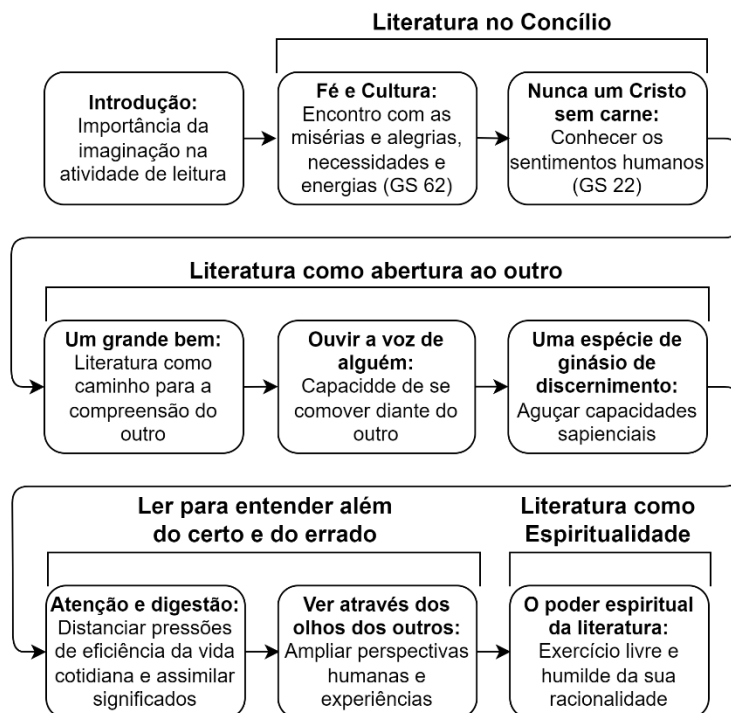 Literatura no Concílio
Introdução:
Importância da
imaginação na
atividade de leitura
Fé e Cultura:
Encontro com as
misérias e alegrias,
necessidades e
energias (GS 62)
Nunca um Cristo
sem carne:
Conhecer os
sentimentos humanos
(GS 22)
Literatura como abertura ao outro
Um grande bem:
Literatura como
caminho para a
compreensão do
outro
Ouvir a voz de
alguém:
Capacidde de se
comover diante do
outro
Uma espécie de
ginásio de
discernimento:
Aguçar capacidades
sapienciais
Ler para entender além
do certo e do errado
Atenção e digestão:
Distanciar pressões
de eficiência da vida
cotidiana e assimilar
significados
Ver através dos
olhos dos outros:
Ampliar perspectivas
humanas e
experiências
Literatura como
Espiritualidade
O poder espiritual
da literatura:
Exercício livre e
humilde da sua
racionalidade